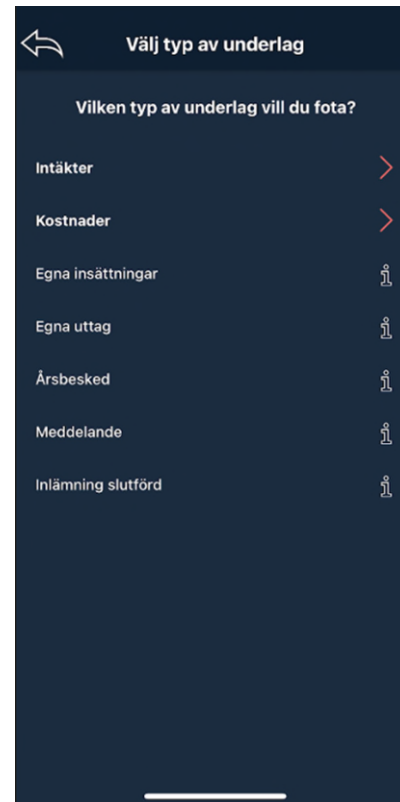 Välj typ av underlag
Vilken typ av underlag vill du fota?
Intäkter
Kostnader
Egna insättningar
Egna uttag
Årsbesked
Meddelande
Inlämning slutförd